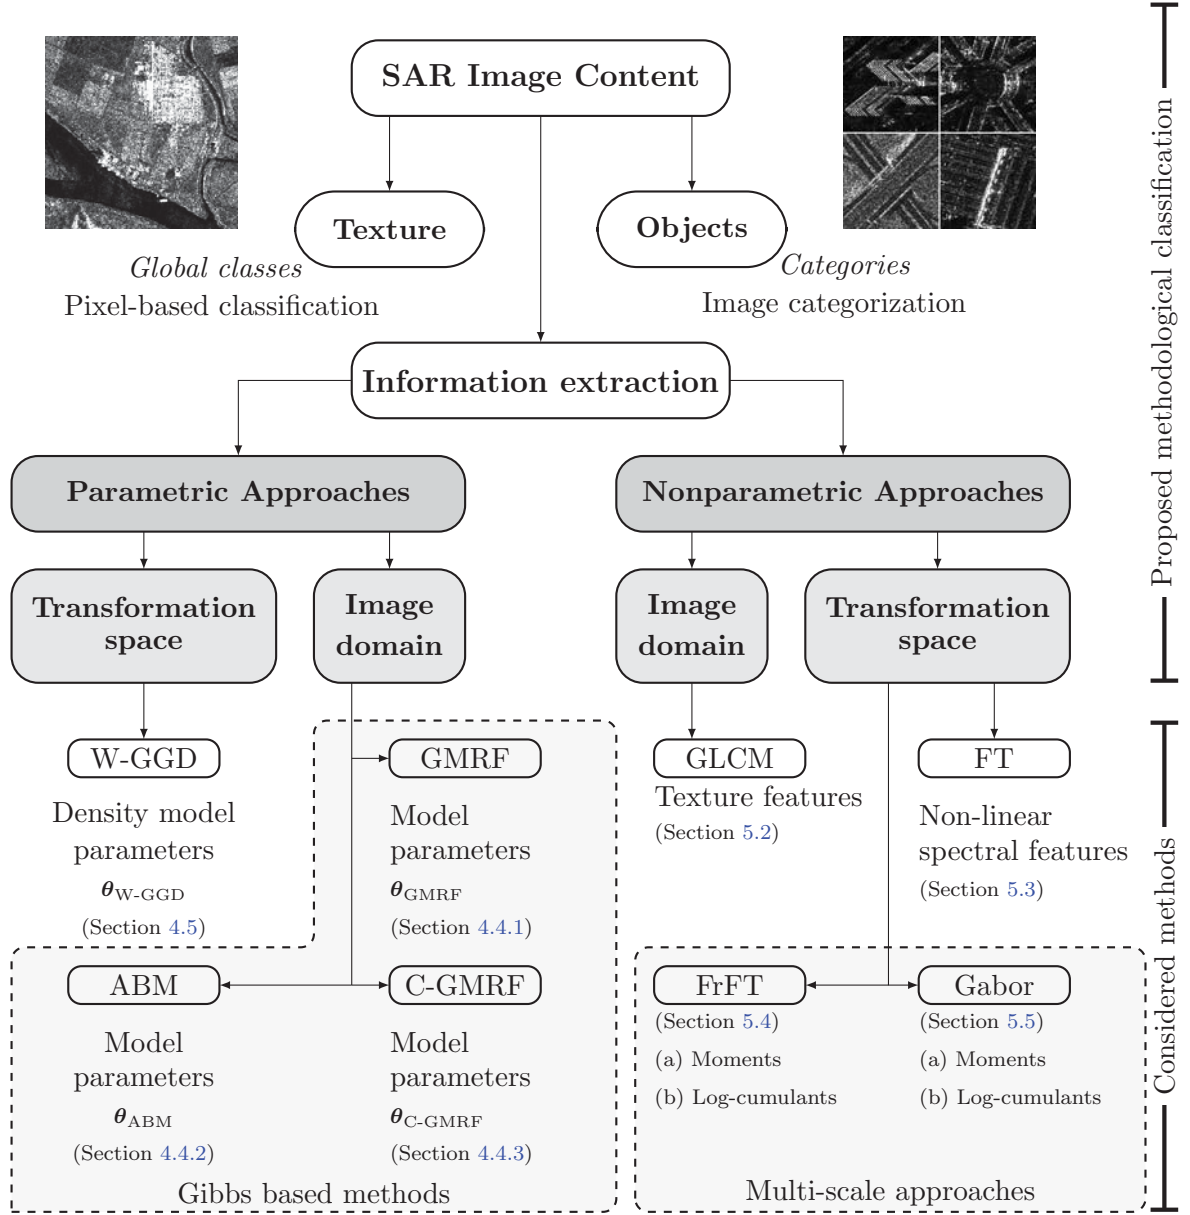 SAR Image Content
Texture
Objects
Global classes
Pixel-based classification
Categories
Image categorization
Information extraction
Parametric Approaches
Nonparametric Approaches
Transformation
space
Image
domain
Image
domain
Transformation
space
Proposed methodological classification
W-GGD
Density model
parameters
θW-GGD
(Section 4.5)
GMRF
Model
parameters
θGMRF
(Section 4.4.1)
GLCM
Texture features
(Section 5.2)
FT
Non-linear
spectral features
(Section 5.3)
ABM
Model
parameters
θABM
(Section 4.4.2)
C-GMRF
Model
parameters
θC-GMRF
(Section 4.4.3)
Gibbs based methods
FrFT
(Section 5.4)
(a) Moments
(b) Log-cumulants
Gabor
(Section 5.5)
(a) Moments
(b) Log-cumulants
Multi-scale approaches
Considered methods